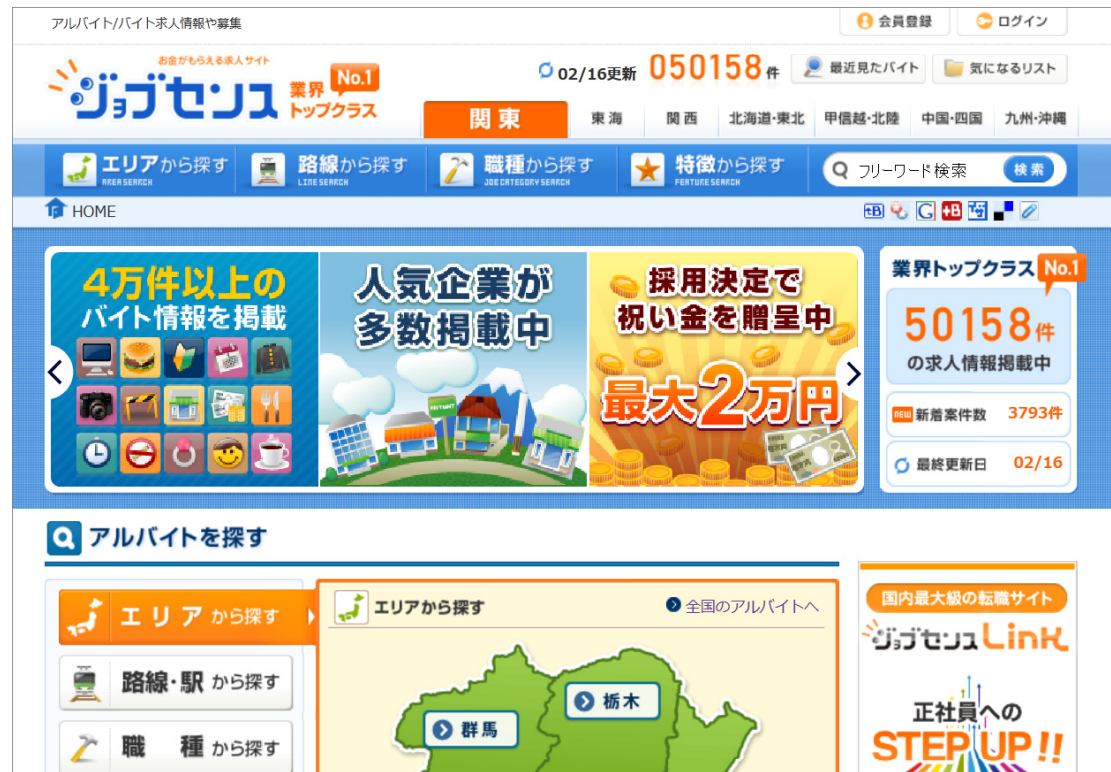 アルバイト/バイト求人情報や募集
会員登録
ログイン
お金がもらえる求人サイト
ジョブセンス
業界 No.1
トップクラス
02/16更新 050158件
最近見たバイト
気になるリスト
関東
東海
関西
北海道・東北
甲信越・北陸
中国・四国
九州・沖縄
エリアから探す
AREA SEARCH
路線から探す
LINE SEARCH
職種から探す
JOB CATEGORY SEARCH
特徴から探す
FEATURE SEARCH
フリーワード検索
検索
HOME
4万件以上の
バイト情報を掲載
人気企業が
多数掲載中
採用決定で
祝い金を贈呈中
最大2万円
業界トップクラス No.1
50158件
の求人情報掲載中
NEW 新着案件数 3793件
最終更新日 02/16
アルバイトを探す
エリアから探す
路線・駅から探す
職種から探す
エリアから探す
全国のアルバイトへ
栃木
群馬
国内最大級の転職サイト
ジョブセンスLinK
正社員への
STEP UP!!